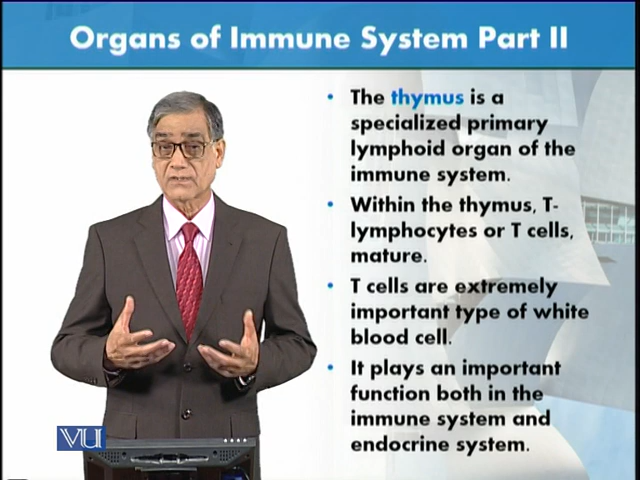 Organs of Immune System Part II
• The thymus is a
specialized primary
lymphoid organ of the
immune system.
• Within the thymus, T-
lymphocytes or T cells,
mature.
• T cells are extremely
important type of white
blood cell.
• It plays an important
function both in the
immune system and
endocrine system.
VU